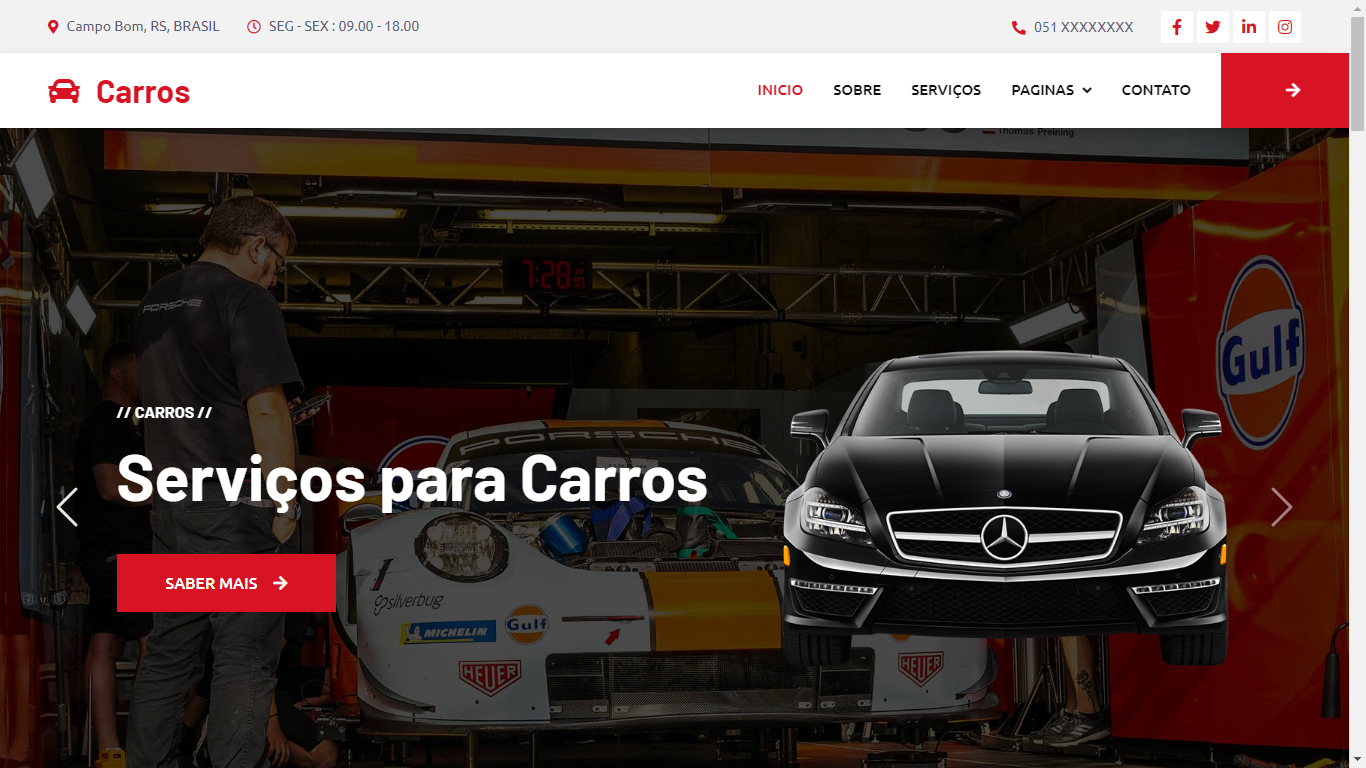 Campo Bom, RS, BRASIL
SEG - SEX : 09.00 - 18.00
051 XXXXXXXX
Carros
INICIO
SOBRE
SERVIÇOS
PAGINAS
CONTATO
Thomas Preining
PORSCHE
7:28
Gulf
// CARROS //
PORSCHE
Serviços para Carros
SABER MAIS
silverbug
MICHELIN
Gulf
HEUER
HEUER